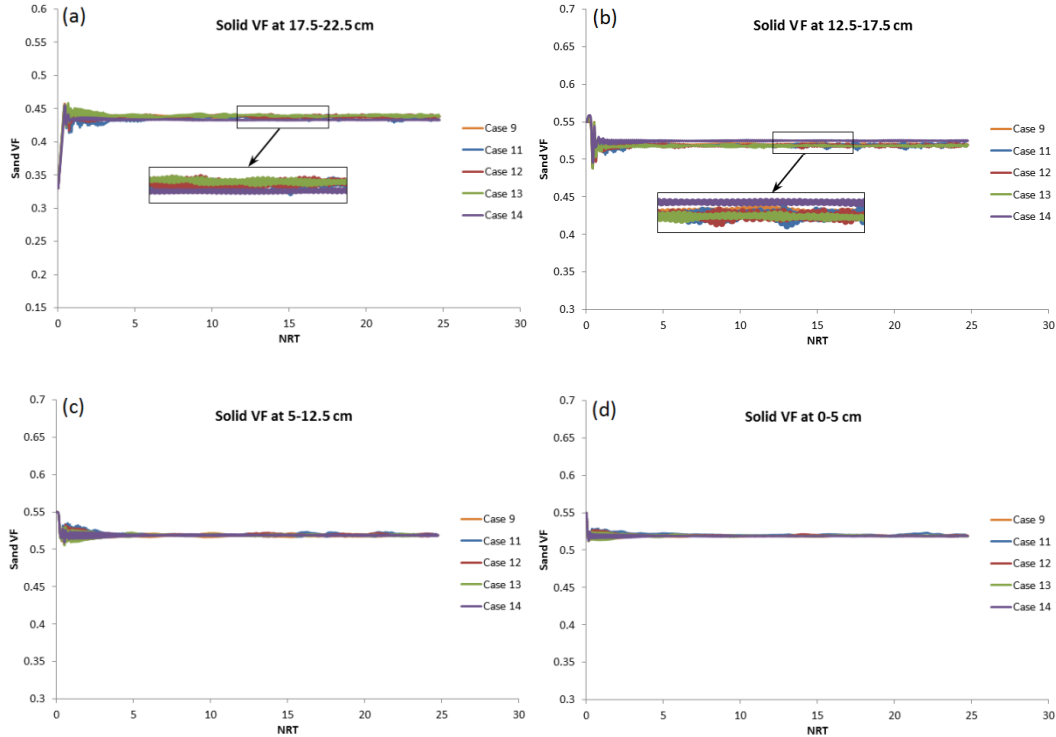 (a)
Solid VF at 17.5-22.5 cm
0.6
0.55
0.5
0.45
0.4
0.35
0.3
0.25
0.2
0.15
Sand VF
0 5 10 15 20 25 30
NRT
Case 9
Case 11
Case 12
Case 13
Case 14
(b)
Solid VF at 12.5-17.5 cm
0.7
0.65
0.6
0.55
0.5
0.45
0.4
0.35
0.3
Sand VF
0 5 10 15 20 25 30
NRT
Case 9
Case 11
Case 12
Case 13
Case 14
(c)
Solid VF at 5-12.5 cm
0.7
0.65
0.6
0.55
0.5
0.45
0.4
0.35
0.3
Sand VF
0 5 10 15 20 25 30
NRT
Case 9
Case 11
Case 12
Case 13
Case 14
(d)
Solid VF at 0-5 cm
0.7
0.65
0.6
0.55
0.5
0.45
0.4
0.35
0.3
Sand VF
0 5 10 15 20 25 30
NRT
Case 9
Case 11
Case 12
Case 13
Case 14